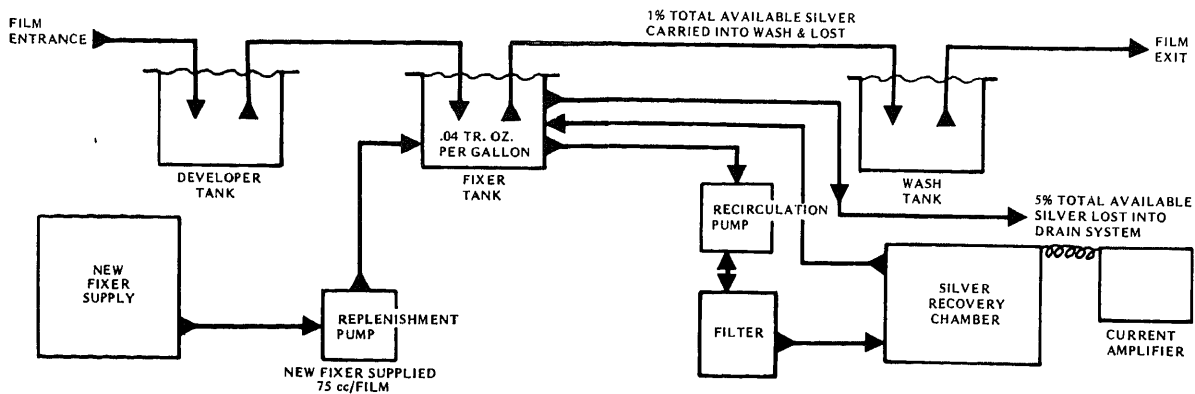 FILM
ENTRANCE
1% TOTAL AVAILABLE SILVER
CARRIED INTO WASH & LOST
FILM
EXIT
.04 TR. OZ.
PER GALLON
DEVELOPER
TANK
FIXER
TANK
WASH
TANK
RECIRCULATION
PUMP
5% TOTAL AVAILABLE
SILVER LOST INTO
DRAIN SYSTEM
NEW
FIXER
SUPPLY
REPLENISHMENT
PUMP
FILTER
SILVER
RECOVERY
CHAMBER
CURRENT
AMPLIFIER
NEW FIXER SUPPLIED
75 cc/FILM